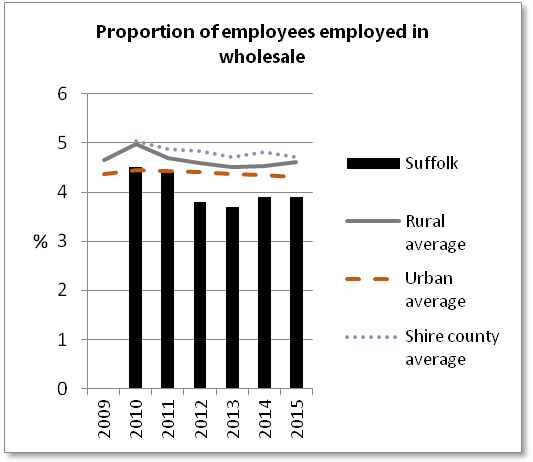 Proportion of employees employed in
wholesale
6
5
4
% 3
2
1
0
2009 2010 2011 2012 2013 2014 2015
Suffolk
Rural
average
Urban
average
Shire county
average